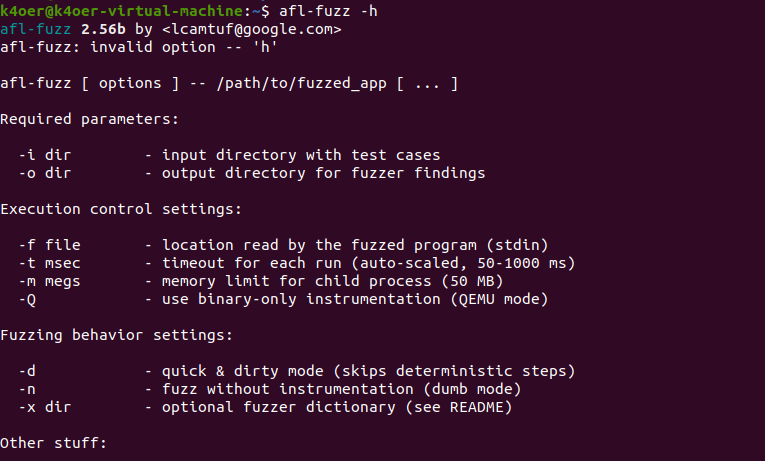 k4oer@k4oer-virtual-machine:~$ afl-fuzz -h
afl-fuzz 2.56b by <lcamtuf@google.com>
afl-fuzz: invalid option -- 'h'
afl-fuzz [ options ] -- /path/to/fuzzed_app [ ... ]
Required parameters:
-i dir - input directory with test cases
-o dir - output directory for fuzzer findings
Execution control settings:
-f file - location read by the fuzzed program (stdin)
-t msec - timeout for each run (auto-scaled, 50-1000 ms)
-m megs - memory limit for child process (50 MB)
-Q - use binary-only instrumentation (QEMU mode)
Fuzzing behavior settings:
-d - quick & dirty mode (skips deterministic steps)
-n - fuzz without instrumentation (dumb mode)
-x dir - optional fuzzer dictionary (see README)
Other stuff: